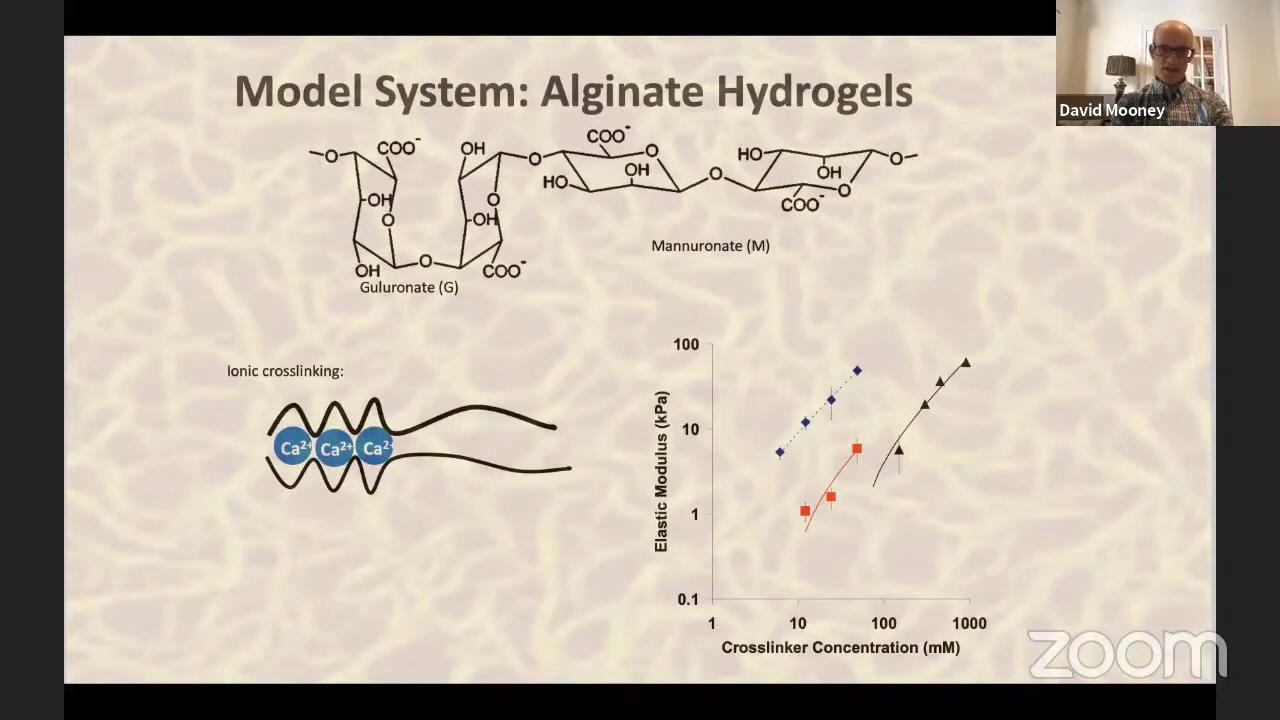 Model System: Alginate Hydrogels
David Mooney
O
COO⁻
OH
O
OH
OH
O
OH
O
OH
COO⁻
O
COO⁻
O
OH
HO
O
HO
OH
O
COO⁻
O
Guluronate (G)
Mannuronate (M)
Ionic crosslinking:
Ca²⁺ Ca²⁺ Ca²⁺
Elastic Modulus (kPa)
100
10
1
0.1
1 10 100 1000
Crosslinker Concentration (mM)
zoom